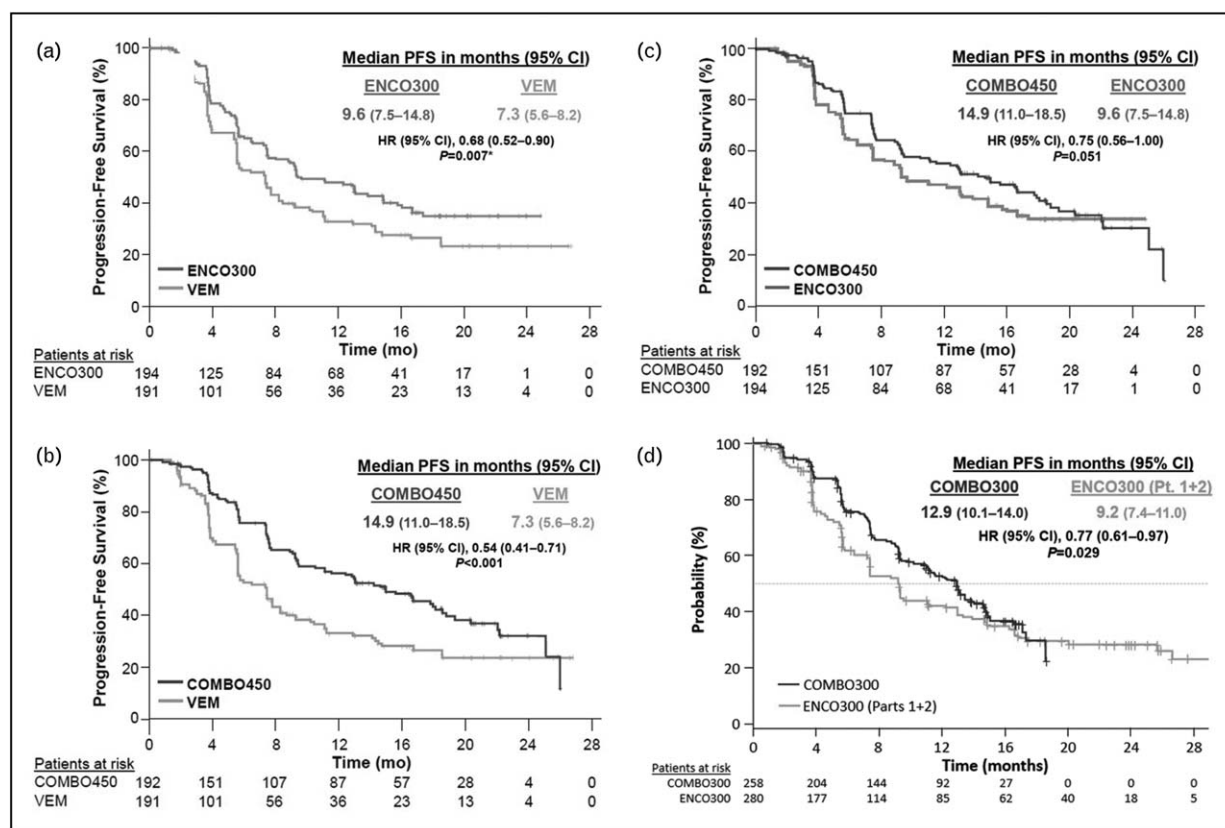 (a)
Progression-Free Survival (%)
100
80
60
40
20
0
Median PFS in months (95% CI)
ENCO300 VEM
9.6 (7.5–14.8) 7.3 (5.6–8.2)
HR (95% CI), 0.68 (0.52–0.90)
P=0.007*
ENCO300
VEM
0 4 8 12 16 20 24 28
Time (mo)
Patients at risk
ENCO300 194 125 84 68 41 17 1 0
VEM 191 101 56 36 23 13 4 0
(b)
Progression-Free Survival (%)
100
80
60
40
20
0
Median PFS in months (95% CI)
COMBO450 VEM
14.9 (11.0–18.5) 7.3 (5.6–8.2)
HR (95% CI), 0.54 (0.41–0.71)
P<0.001
COMBO450
VEM
0 4 8 12 16 20 24 28
Time (mo)
Patients at risk
COMBO450 192 151 107 87 57 28 4 0
VEM 191 101 56 36 23 13 4 0
(c)
Progression-Free Survival (%)
100
80
60
40
20
0
Median PFS in months (95% CI)
COMBO450 ENCO300
14.9 (11.0–18.5) 9.6 (7.5–14.8)
HR (95% CI), 0.75 (0.56–1.00)
P=0.051
COMBO450
ENCO300
0 4 8 12 16 20 24 28
Time (mo)
Patients at risk
COMBO450 192 151 107 87 57 28 4 0
ENCO300 194 125 84 68 41 17 1 0
(d)
Probability (%)
100
80
60
40
20
0
Median PFS in months (95% CI)
COMBO300 ENCO300 (Pt. 1+2)
12.9 (10.1–14.0) 9.2 (7.4–11.0)
HR (95% CI), 0.77 (0.61–0.97)
P=0.029
COMBO300
ENCO300 (Parts 1+2)
0 4 8 12 16 20 24 28
Time (months)
Patients at risk
COMBO300 258 204 144 92 27 0 0 0
ENCO300 280 177 114 85 62 40 18 5